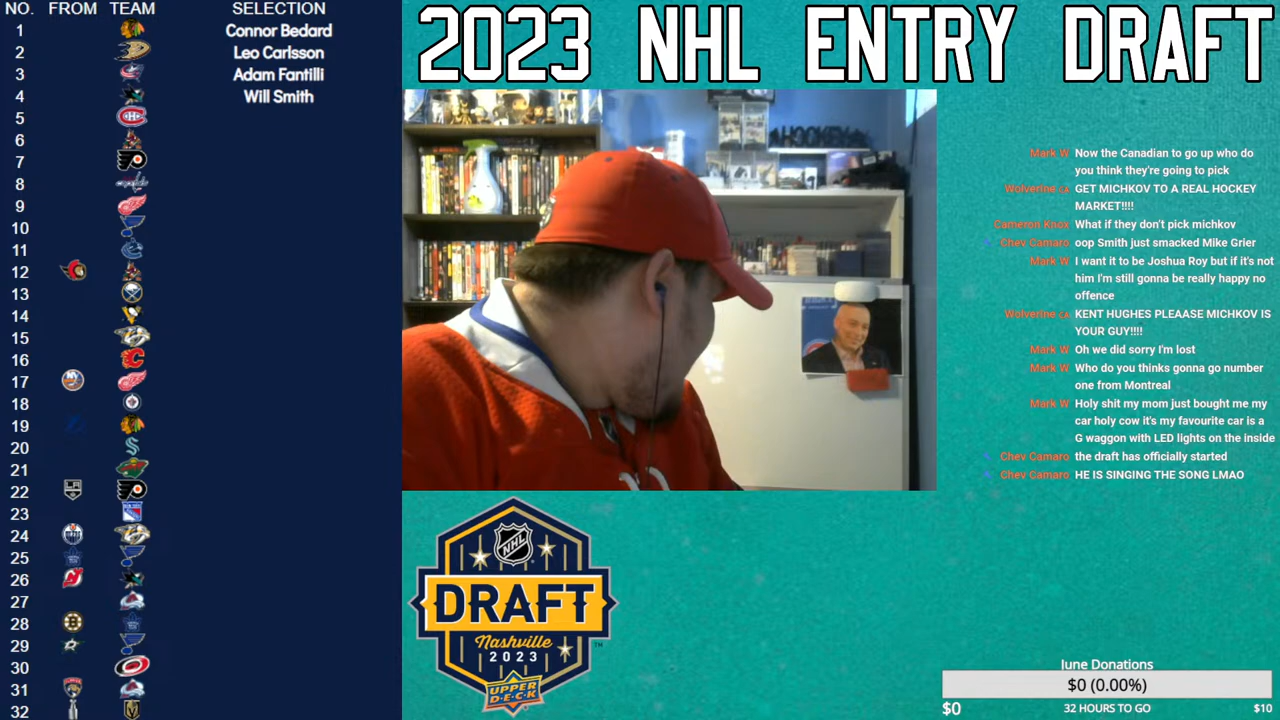 NO. FROM TEAM SELECTION
1 Connor Bedard
2 Leo Carlsson
3 Adam Fantilli
4 Will Smith
5
6
7
8
9
10
11
12
13
14
15
16
17
18
19
20
21
22
23
24
25
26
27
28
29
30
31
32
2023 NHL ENTRY DRAFT
HOCKEY
Mark W Now the Canadian to go up who do
you think they're going to pick
Wolverine ca GET MICHKOV TO A REAL HOCKEY
MARKET!!!!
Cameron Knox What if they don't pick michkov
Chev Camaro oop Smith just smacked Mike Grier
Mark W I want it to be Joshua Roy but if it's not
him I'm still gonna be really happy no
offence
Wolverine ca KENT HUGHES PLEAASE MICHKOV IS
YOUR GUY!!!!
Mark W Oh we did sorry I'm lost
Mark W Who do you thinks gonna go number
one from Montreal
Mark W Holy shit my mom just bought me my
car holy cow it's my favourite car is a
G waggon with LED lights on the inside
Chev Camaro the draft has officially started
Chev Camaro HE IS SINGING THE SONG LMAO
NHL
DRAFT
Nashville
2023
TM
UPPER
DECK
June Donations
$0 (0.00%)
$0 32 HOURS TO GO $10